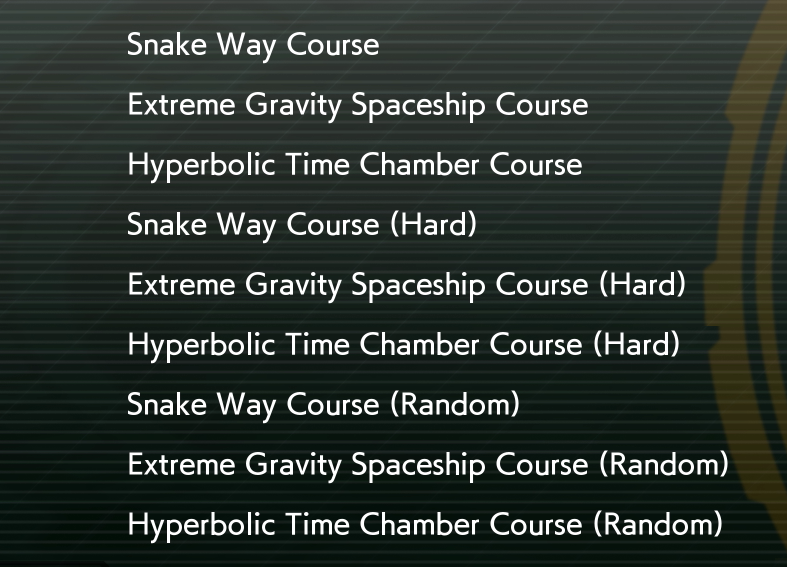 Snake Way Course
Extreme Gravity Spaceship Course
Hyperbolic Time Chamber Course
Snake Way Course (Hard)
Extreme Gravity Spaceship Course (Hard)
Hyperbolic Time Chamber Course (Hard)
Snake Way Course (Random)
Extreme Gravity Spaceship Course (Random)
Hyperbolic Time Chamber Course (Random)